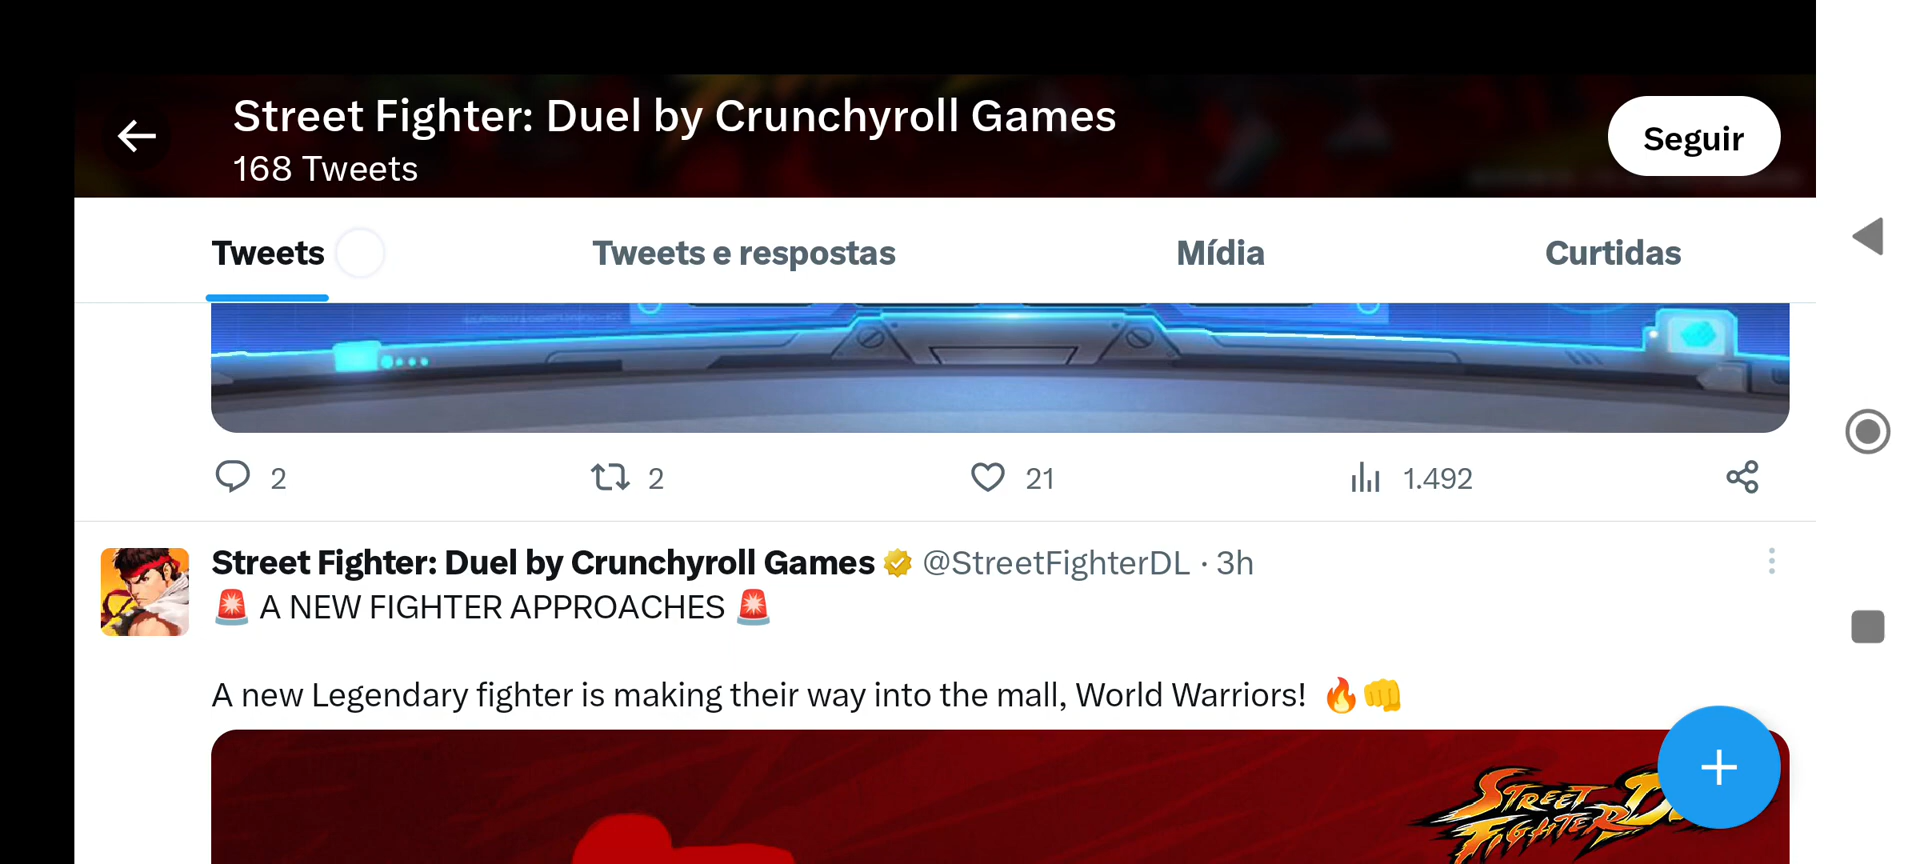 Street Fighter: Duel by Crunchyroll Games
168 Tweets
Seguir
Tweets
Tweets e respostas
Mídia
Curtidas
2
2
21
1.492
Street Fighter: Duel by Crunchyroll Games @StreetFighterDL · 3h
🚨 A NEW FIGHTER APPROACHES 🚨
A new Legendary fighter is making their way into the mall, World Warriors! 🔥👊
STREET
FIGHTER